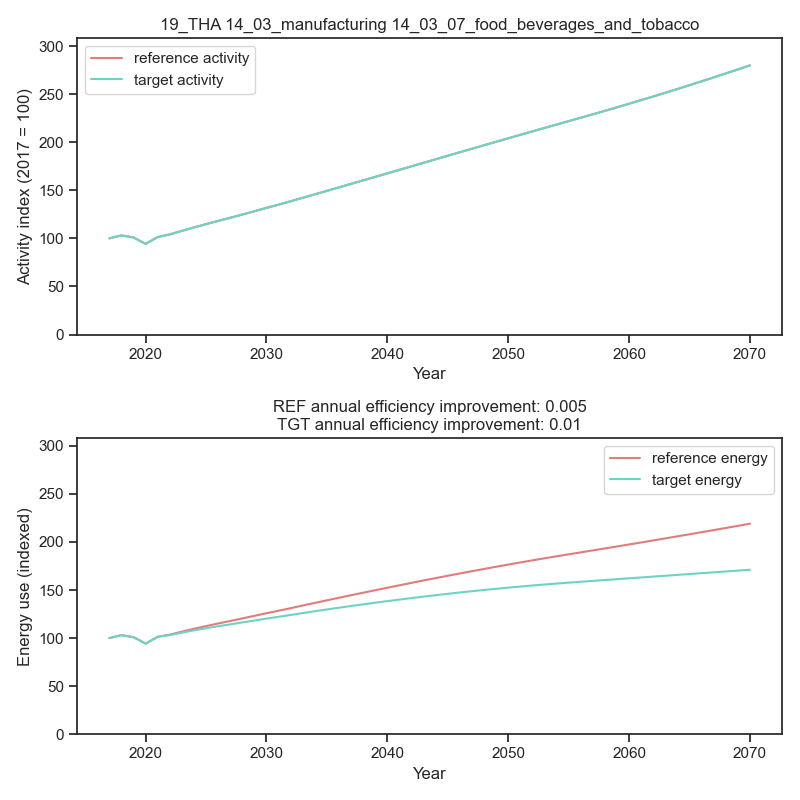 19_THA 14_03_manufacturing 14_03_07_food_beverages_and_tobacco
300
250
200
150
100
50
0
Activity index (2017 = 100)
reference activity
target activity
2020 2030 2040 2050 2060 2070
Year
REF annual efficiency improvement: 0.005
TGT annual efficiency improvement: 0.01
300
250
200
150
100
50
0
Energy use (indexed)
reference energy
target energy
2020 2030 2040 2050 2060 2070
Year